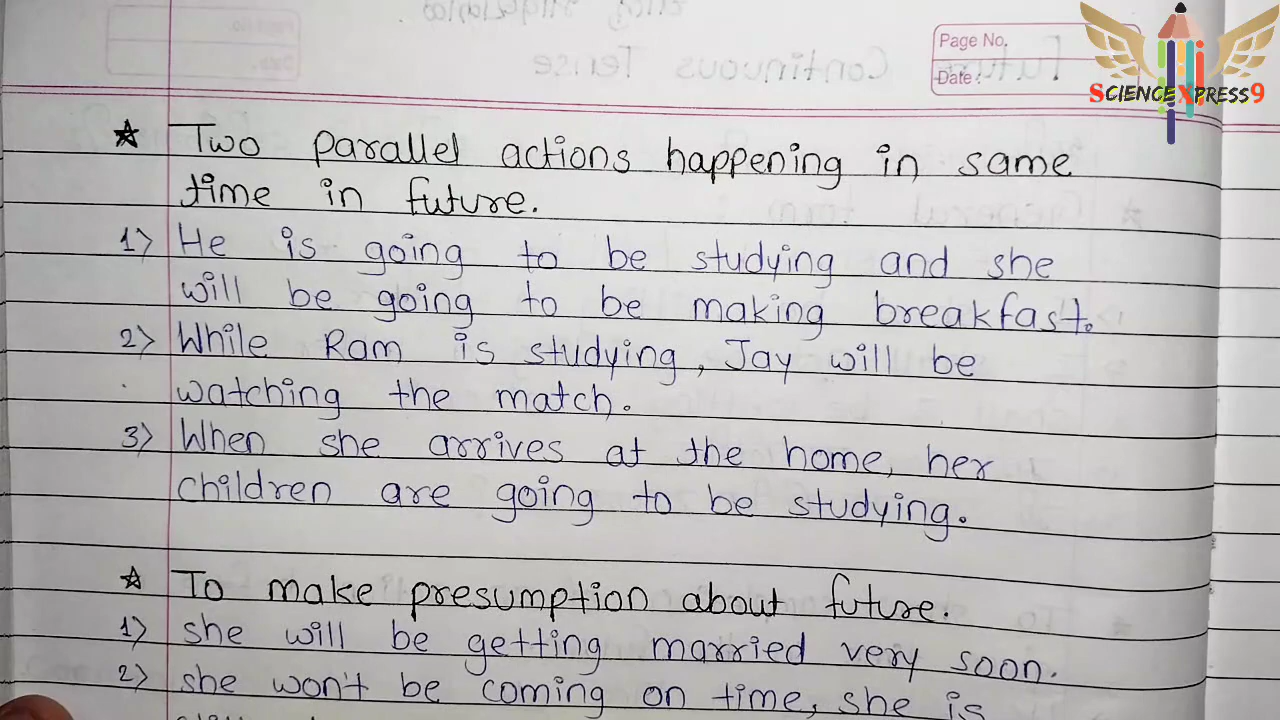 Future Continuous Tense
Page No.
Date :
SCIENCEXPRESS9
☆ Two parallel actions happening in same
time in future.
1) He is going to be studying and she
will be going to be making breakfast.
2) While Ram is studying, Jay will be
watching the match.
3) When she arrives at the home, her
children are going to be studying.
☆ To make presumption about future.
1) she will be getting married very soon.
2) she won't be coming on time, she is